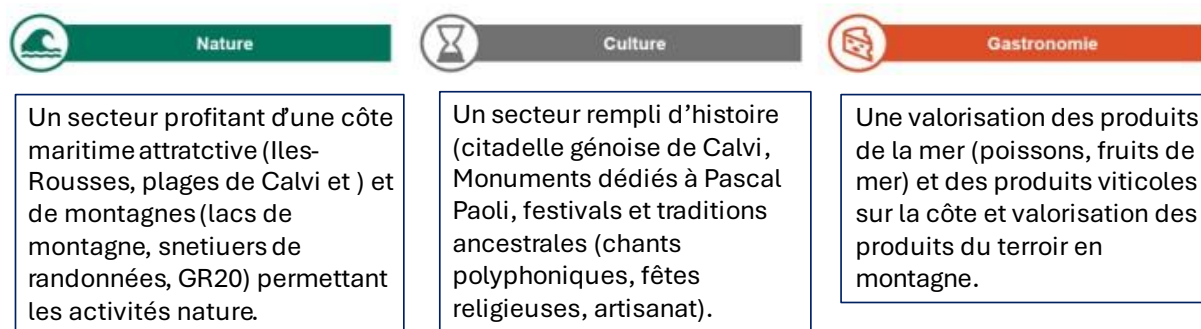 Nature
Un secteur profitant d'une côte
maritime attratctive (Iles-
Rousses, plages de Calvi et ) et
de montagnes (lacs de
montagne, snetiuers de
randonnées, GR20) permettant
les activités nature.
Culture
Un secteur rempli d'histoire
(citadelle génoise de Calvi,
Monuments dédiés à Pascal
Paoli, festivals et traditions
ancestrales (chants
polyphoniques, fêtes
religieuses, artisanat).
Gastronomie
Une valorisation des produits
de la mer (poissons, fruits de
mer) et des produits viticoles
sur la côte et valorisation des
produits du terroir en
montagne.